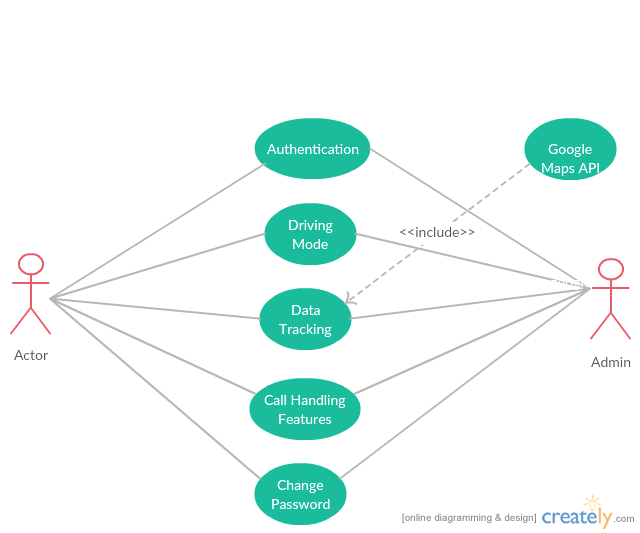 Authentication
Google
Maps API
Driving
Mode
<<include>>
Data
Tracking
Actor
Admin
Call Handling
Features
Change
Password
[online diagramming & design]
creately.com